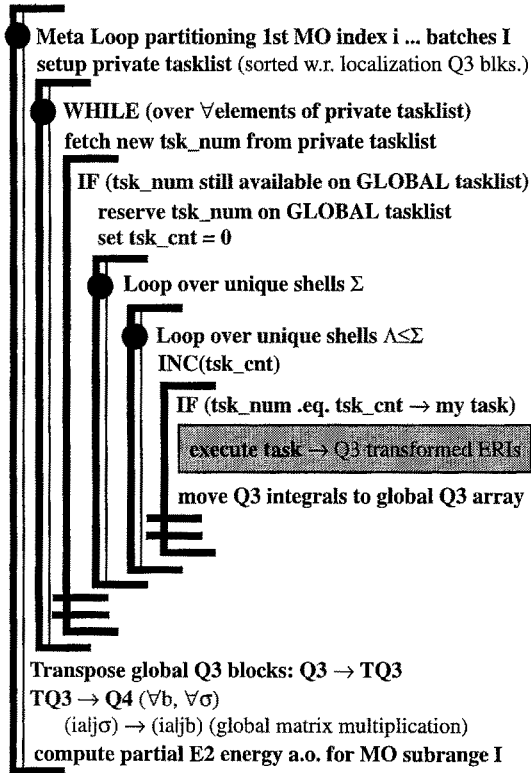 Meta Loop partitioning 1st MO index i ... batches I
setup private tasklist (sorted w.r. localization Q3 blks.)
WHILE (over ∀elements of private tasklist)
fetch new tsk_num from private tasklist
IF (tsk_num still available on GLOBAL tasklist)
reserve tsk_num on GLOBAL tasklist
set tsk_cnt = 0
Loop over unique shells Σ
Loop over unique shells Λ≤Σ
INC(tsk_cnt)
IF (tsk_num .eq. tsk_cnt → my task)
execute task → Q3 transformed ERIs
move Q3 integrals to global Q3 array
Transpose global Q3 blocks: Q3 → TQ3
TQ3 → Q4 (∀b, ∀σ)
(ia|jσ) → (ia|jb) (global matrix multiplication)
compute partial E2 energy a.o. for MO subrange I